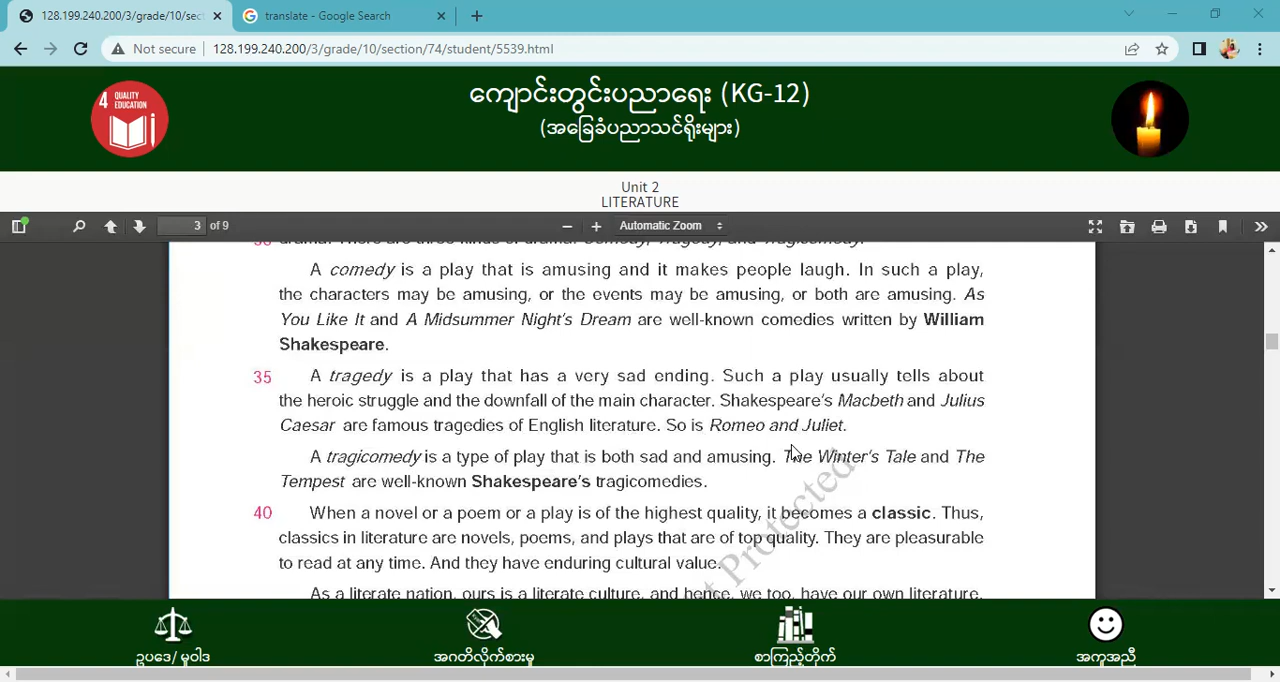 128.199.240.200/3/grade/10/sec
translate - Google Search
Not secure
128.199.240.200/3/grade/10/section/74/student/5539.html
4 QUALITY
EDUCATION
ကျောင်းတွင်းပညာရေး (KG-12)
(အခြေခံပညာသင်ရိုးများ)
Unit 2
LITERATURE
3 of 9
Automatic Zoom
drama. There are three kinds of drama: Comedy, Tragedy, and Tragicomedy.
A comedy is a play that is amusing and it makes people laugh. In such a play,
the characters may be amusing, or the events may be amusing, or both are amusing. As
You Like It and A Midsummer Night's Dream are well-known comedies written by William
Shakespeare.
35 A tragedy is a play that has a very sad ending. Such a play usually tells about
the heroic struggle and the downfall of the main character. Shakespeare's Macbeth and Julius
Caesar are famous tragedies of English literature. So is Romeo and Juliet.
A tragicomedy is a type of play that is both sad and amusing. The Winter's Tale and The
Tempest are well-known Shakespeare's tragicomedies.
40 When a novel or a poem or a play is of the highest quality, it becomes a classic. Thus,
classics in literature are novels, poems, and plays that are of top quality. They are pleasurable
to read at any time. And they have enduring cultural value.
As a literate nation, ours is a literate culture, and hence, we too, have our own literature.
Protected
ဥပဒေ/ မူဝါဒ
အဂတိလိုက်စားမှု
စာကြည့်တိုက်
အကူအညီ